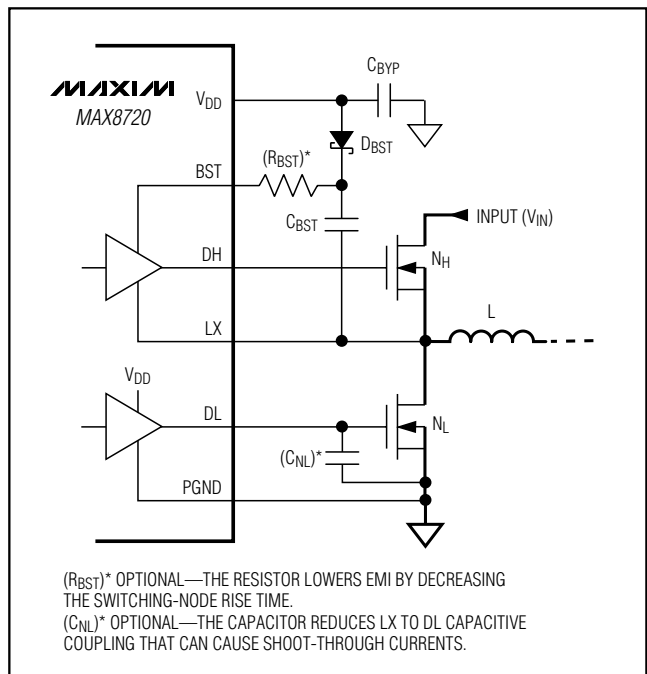 MAXIM
MAX8720
VDD
CBYP
DBST
BST
(RBST)*
CBST
INPUT (VIN)
DH
NH
LX
L
VDD
DL
NL
(CNL)*
PGND
(RBST)* OPTIONAL—THE RESISTOR LOWERS EMI BY DECREASING
THE SWITCHING-NODE RISE TIME.
(CNL)* OPTIONAL—THE CAPACITOR REDUCES LX TO DL CAPACITIVE
COUPLING THAT CAN CAUSE SHOOT-THROUGH CURRENTS.